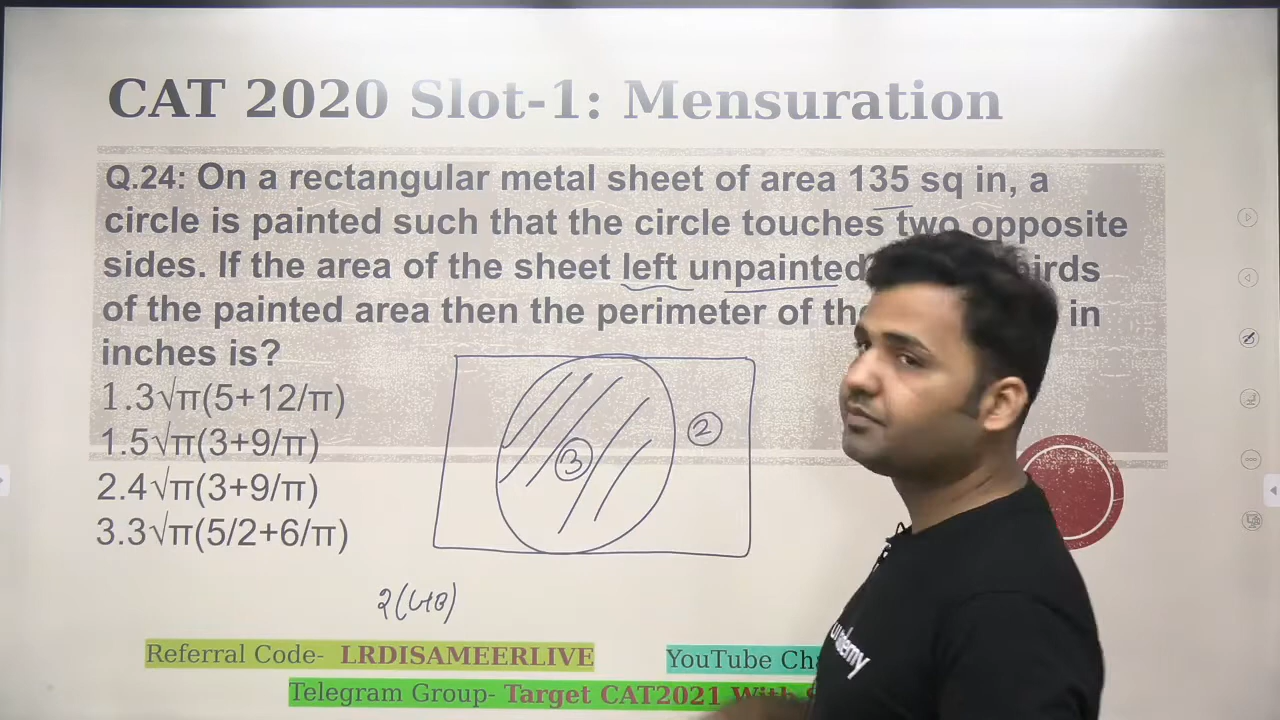 CAT 2020 Slot-1: Mensuration
Q.24: On a rectangular metal sheet of area 135 sq in, a
circle is painted such that the circle touches two opposite
sides. If the area of the sheet left unpainted
of the painted area then the perimeter of the in
inches is?
1.3√π(5+12/π)
1.5√π(3+9/π)
2.4√π(3+9/π)
3.3√π(5/2+6/π)
3
2
2(L+B)
Referral Code- LRDISAMEERLIVE
YouTube
Telegram Group- Target CAT2021 With